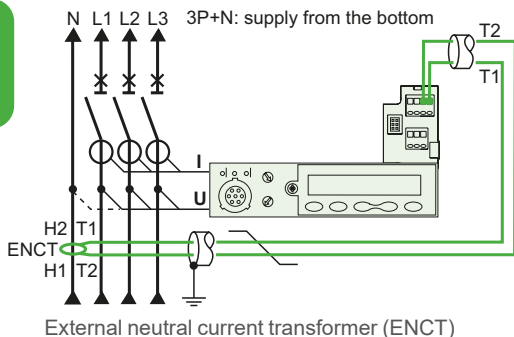 N L1 L2 L3 3P+N: supply from the bottom
T2
T1
I
U
H2 T1
ENCT
H1 T2
External neutral current transformer (ENCT)